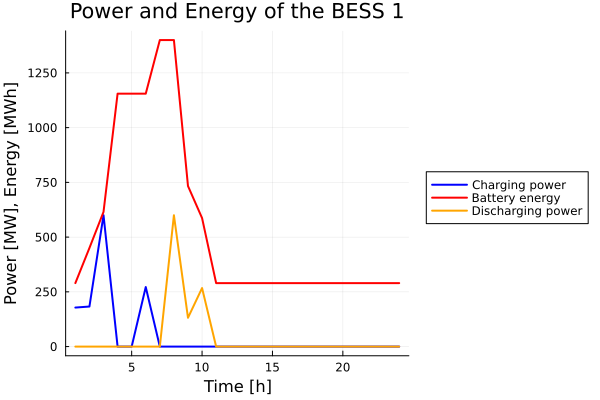 Power and Energy of the BESS 1
Power [MW], Energy [MWh]
1250
1000
750
500
250
0
5
10
15
20
Time [h]
Charging power
Battery energy
Discharging power